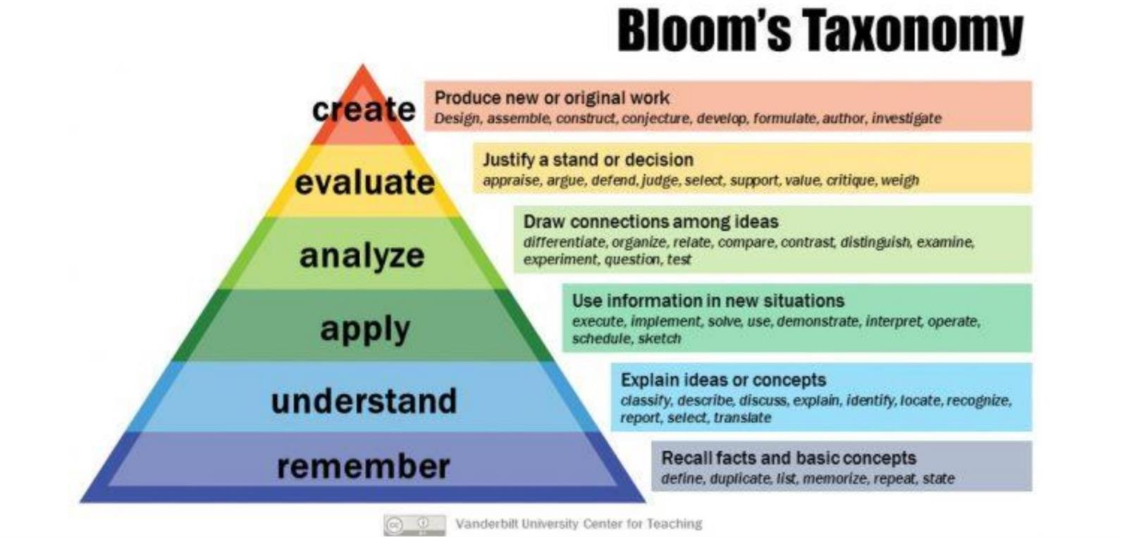 Bloom's Taxonomy
create
Produce new or original work
Design, assemble, construct, conjecture, develop, formulate, author, investigate
evaluate
Justify a stand or decision
appraise, argue, defend, judge, select, support, value, critique, weigh
analyze
Draw connections among ideas
differentiate, organize, relate, compare, contrast, distinguish, examine,
experiment, question, test
apply
Use information in new situations
execute, implement, solve, use, demonstrate, interpret, operate,
schedule, sketch
understand
Explain ideas or concepts
classify, describe, discuss, explain, identify, locate, recognize,
report, select, translate
remember
Recall facts and basic concepts
define, duplicate, list, memorize, repeat, state
cc
Vanderbilt University Center for Teaching